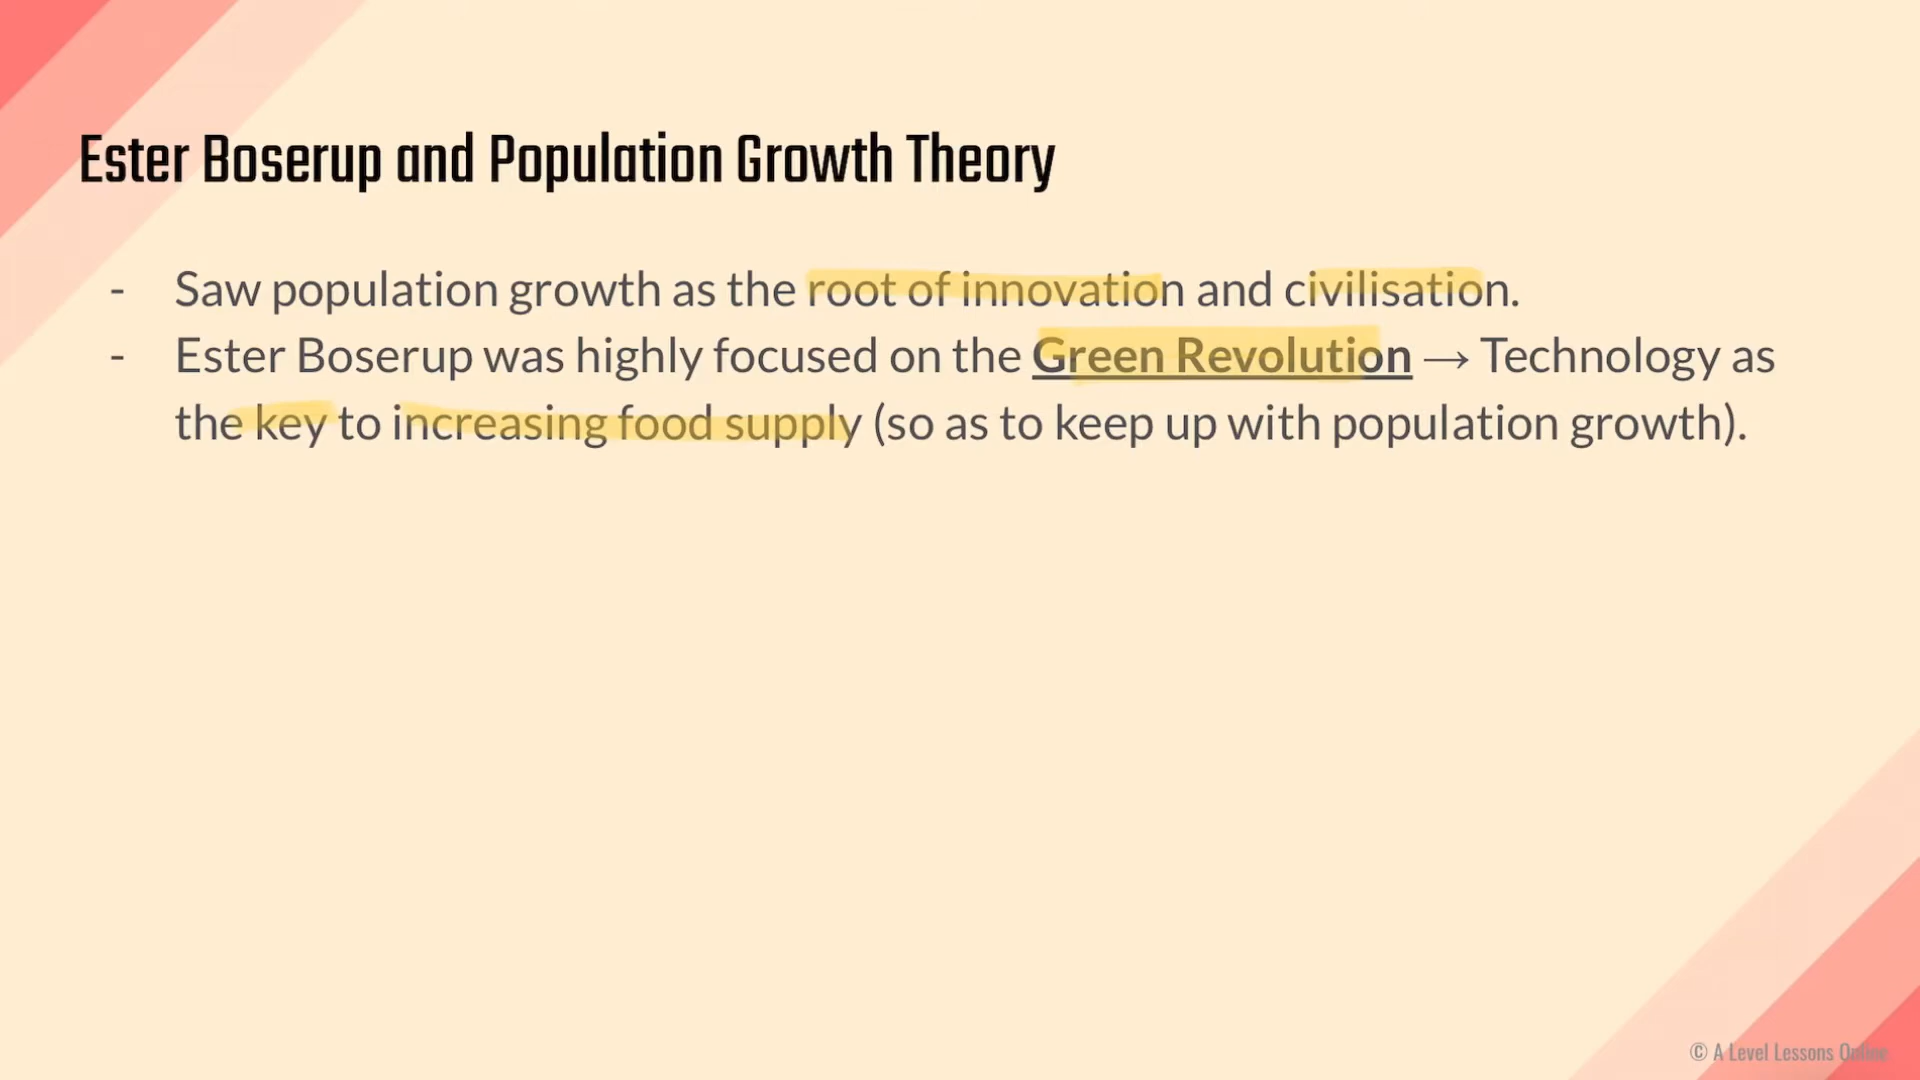 Ester Boserup and Population Growth Theory
- Saw population growth as the root of innovation and civilisation.
- Ester Boserup was highly focused on the Green Revolution → Technology as
the key to increasing food supply (so as to keep up with population growth).
© A Level Lessons Online